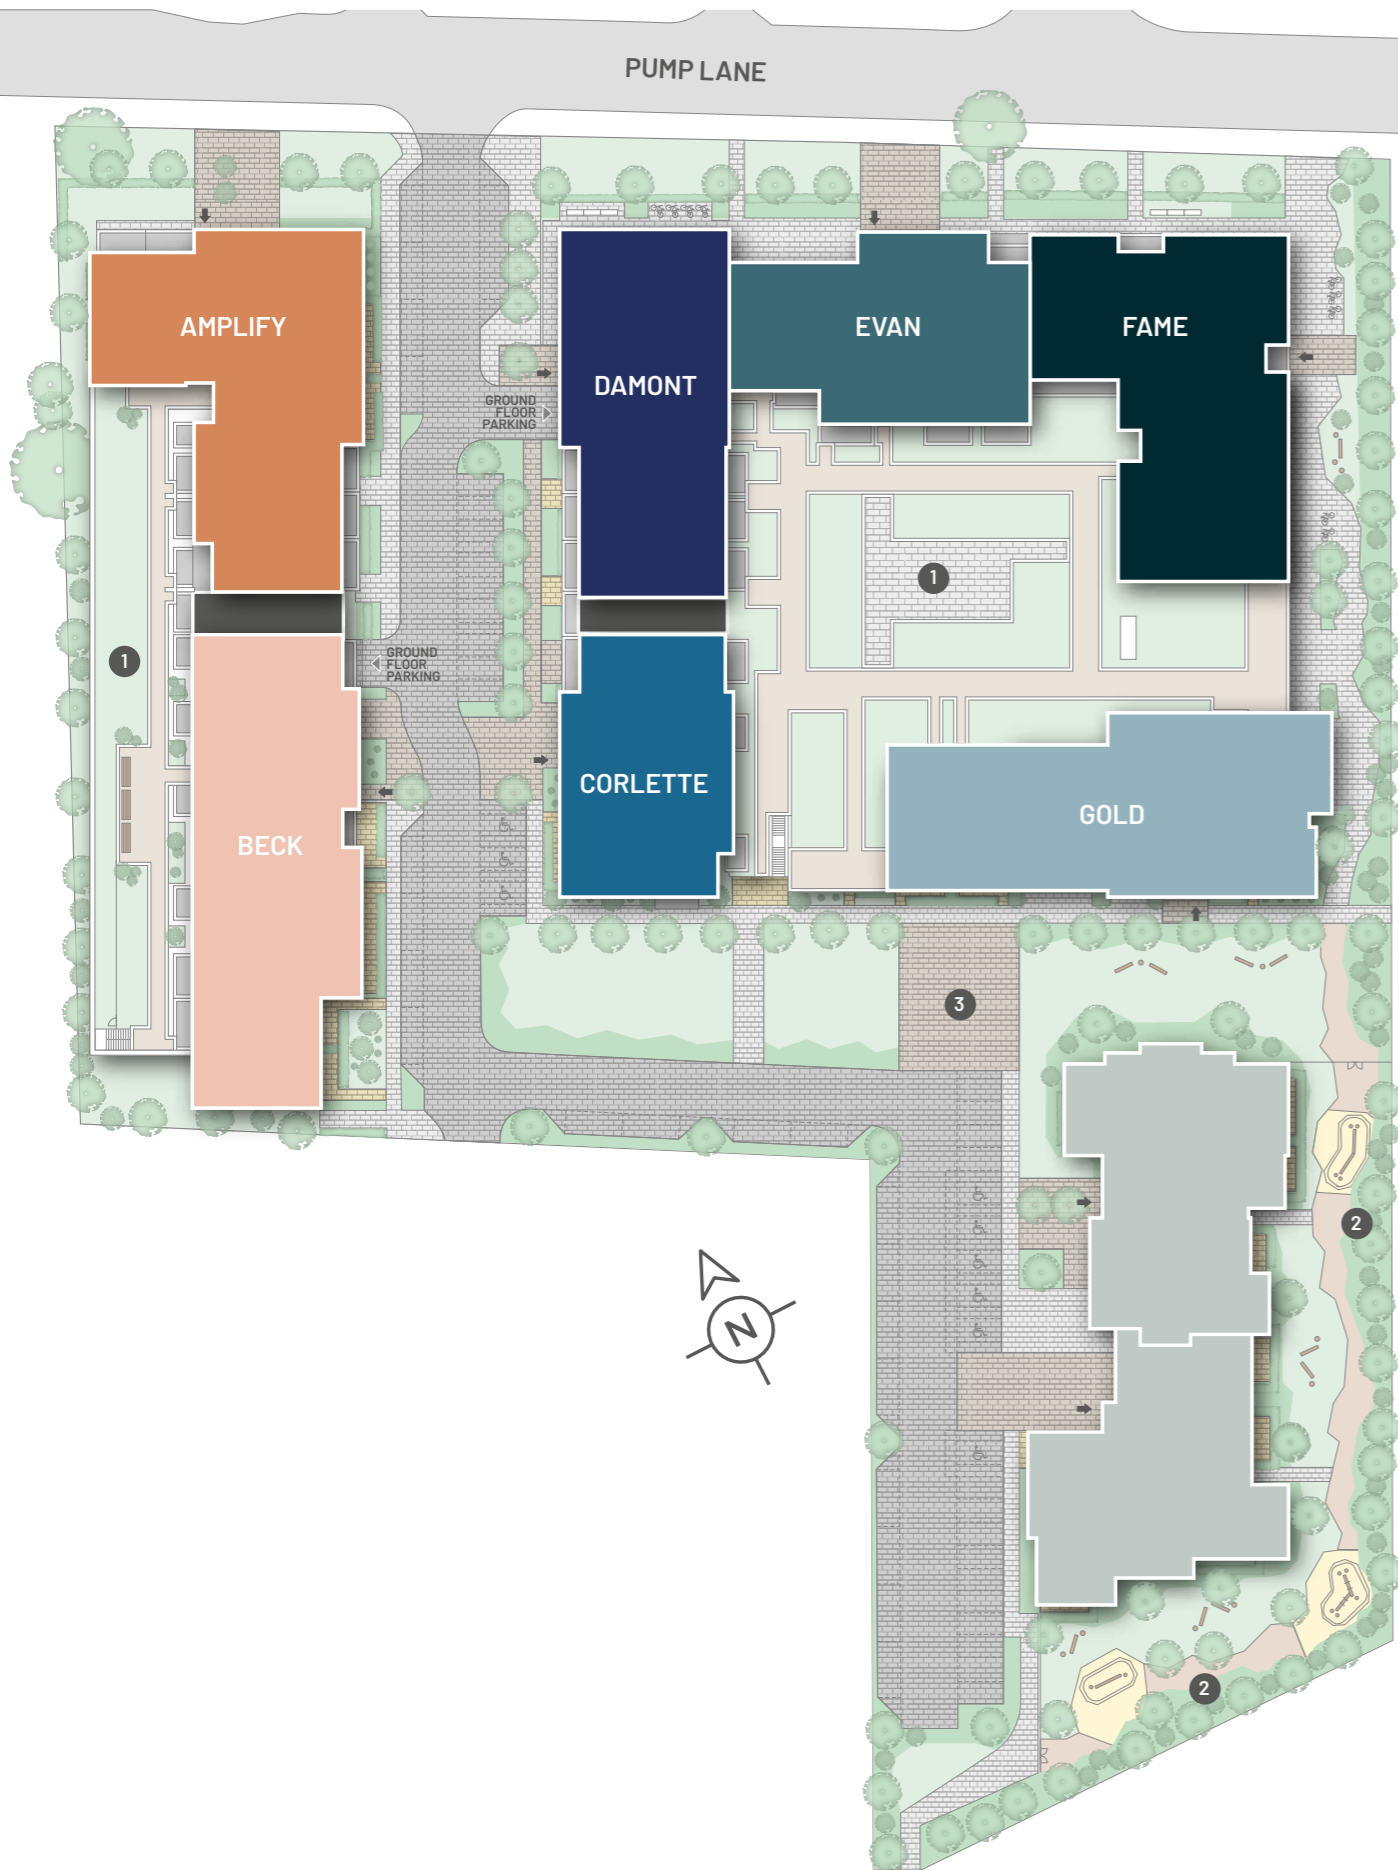 PUMP LANE
AMPLIFY
EVAN
FAME
DAMONT
GROUND
FLOOR
PARKING
1
GROUND
FLOOR
PARKING
1
CORLETTE
GOLD
BECK
3
2
N
2